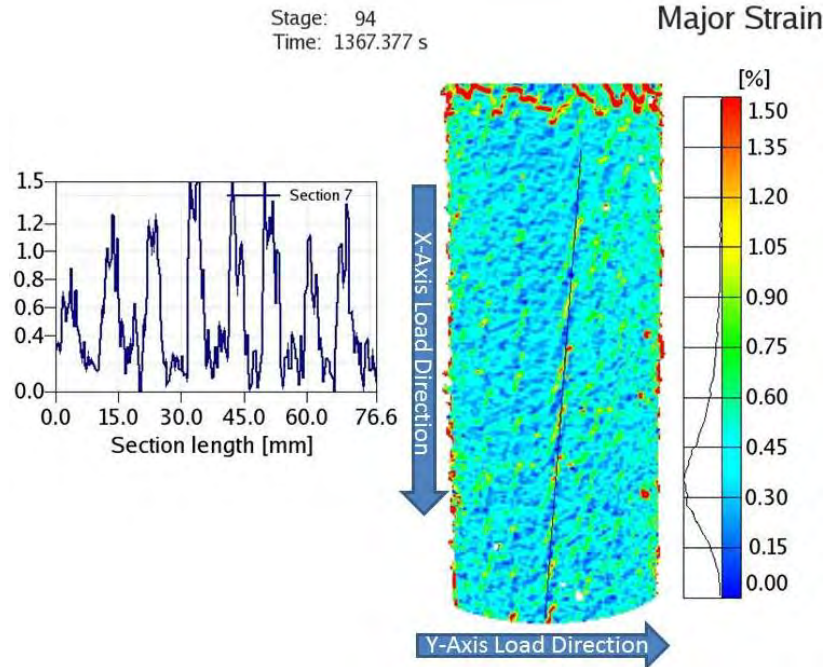 Stage: 94
Time: 1367.377 s
Major Strain
[%]
1.50
1.35
1.20
1.05
0.90
0.75
0.60
0.45
0.30
0.15
0.00
1.5
1.2
1.0
0.8
0.6
0.4
0.0
Section 7
0.0 15.0 30.0 45.0 60.0 76.6
Section length [mm]
X-Axis Load Direction
Y-Axis Load Direction